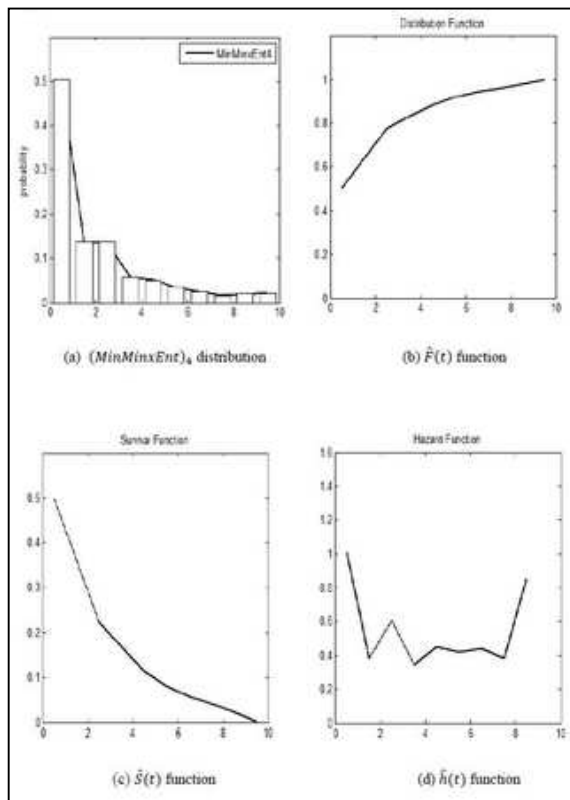 MinMinxEnt4
probability
0.5
0.4
0.3
0.2
0.1
0
0 2 4 6 8 10
(a) (MinMinxEnt)₄ distribution
Distribution Function
1
0.8
0.6
0.4
0.2
0
0 2 4 6 8 10
(b) F̂(t) function
Survival Function
0.5
0.4
0.3
0.2
0.1
0
0 2 4 6 8 10
(c) Ŝ(t) function
Hazard Function
1.6
1.4
1.2
1
0.8
0.6
0.4
0.2
0
0 2 4 6 8 10
(d) ĥ(t) function